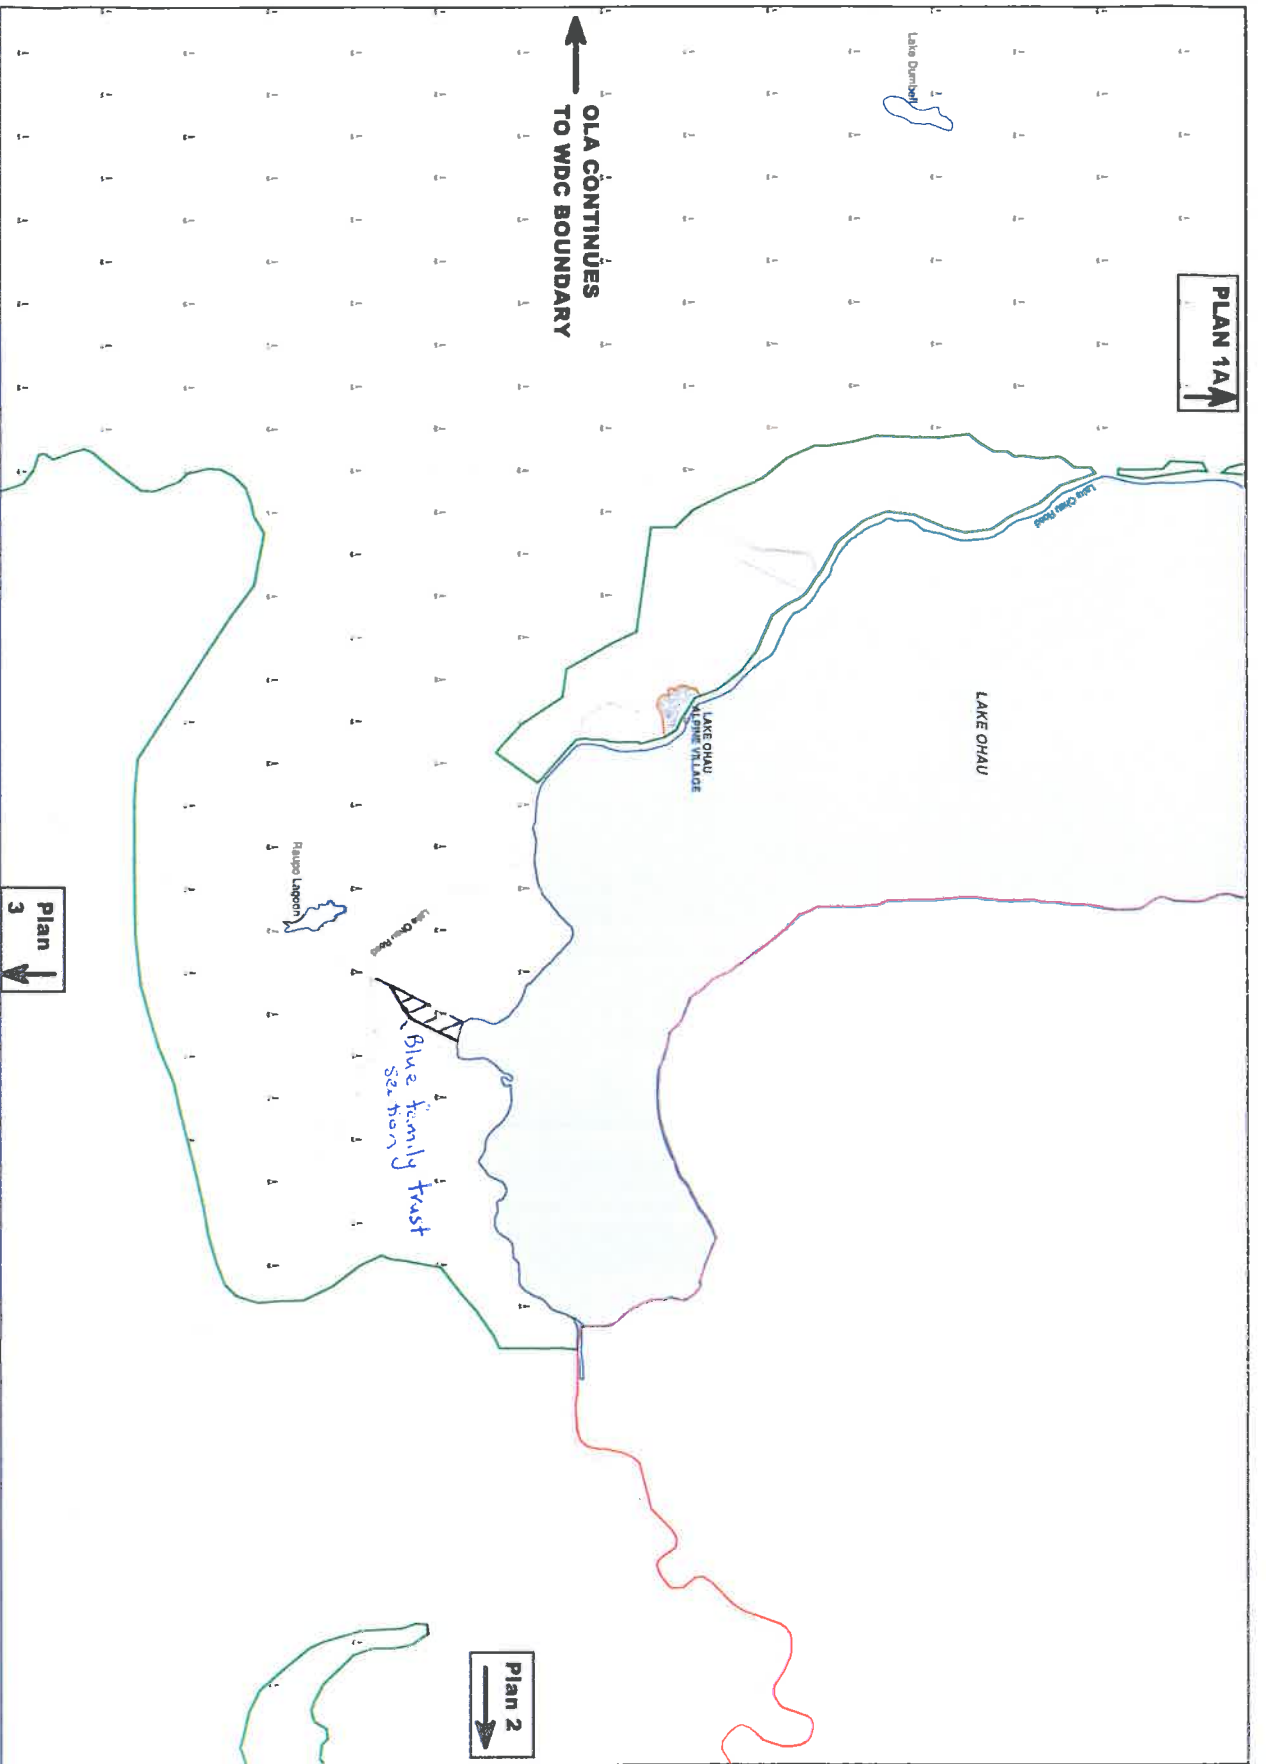 PLAN 1A
Lake Dumbell
OLA CONTINUES
TO WDC BOUNDARY
Lake Ohau Road
LAKE OHAU
LAKE OHAU
ALPINE VILLAGE
Raupo Lagoon
Lake Ohau Road
Blue family trust
section
Plan
3
Plan 2